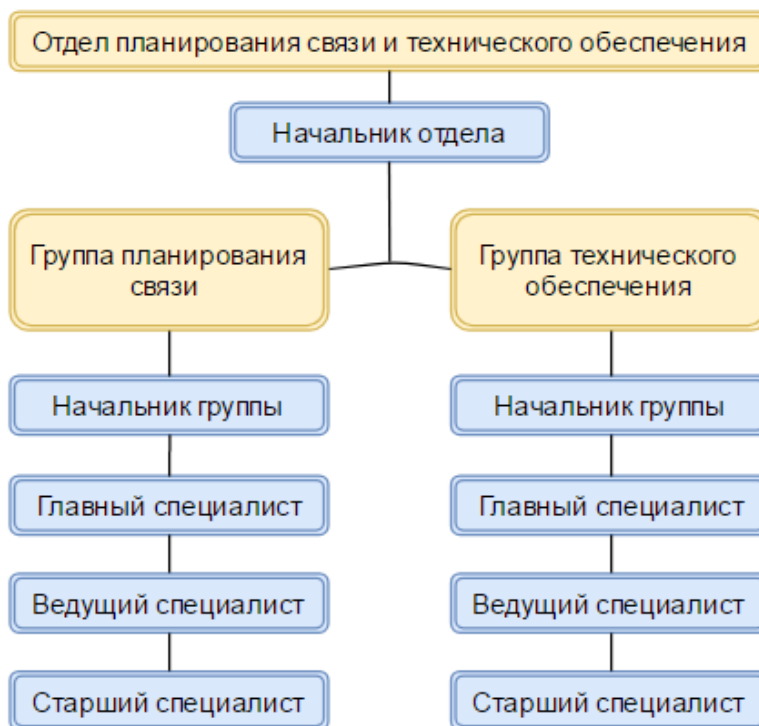 Отдел планирования связи и технического обеспечения
Начальник отдела
Группа планирования
связи
Группа технического
обеспечения
Начальник группы
Начальник группы
Главный специалист
Главный специалист
Ведущий специалист
Ведущий специалист
Старший специалист
Старший специалист